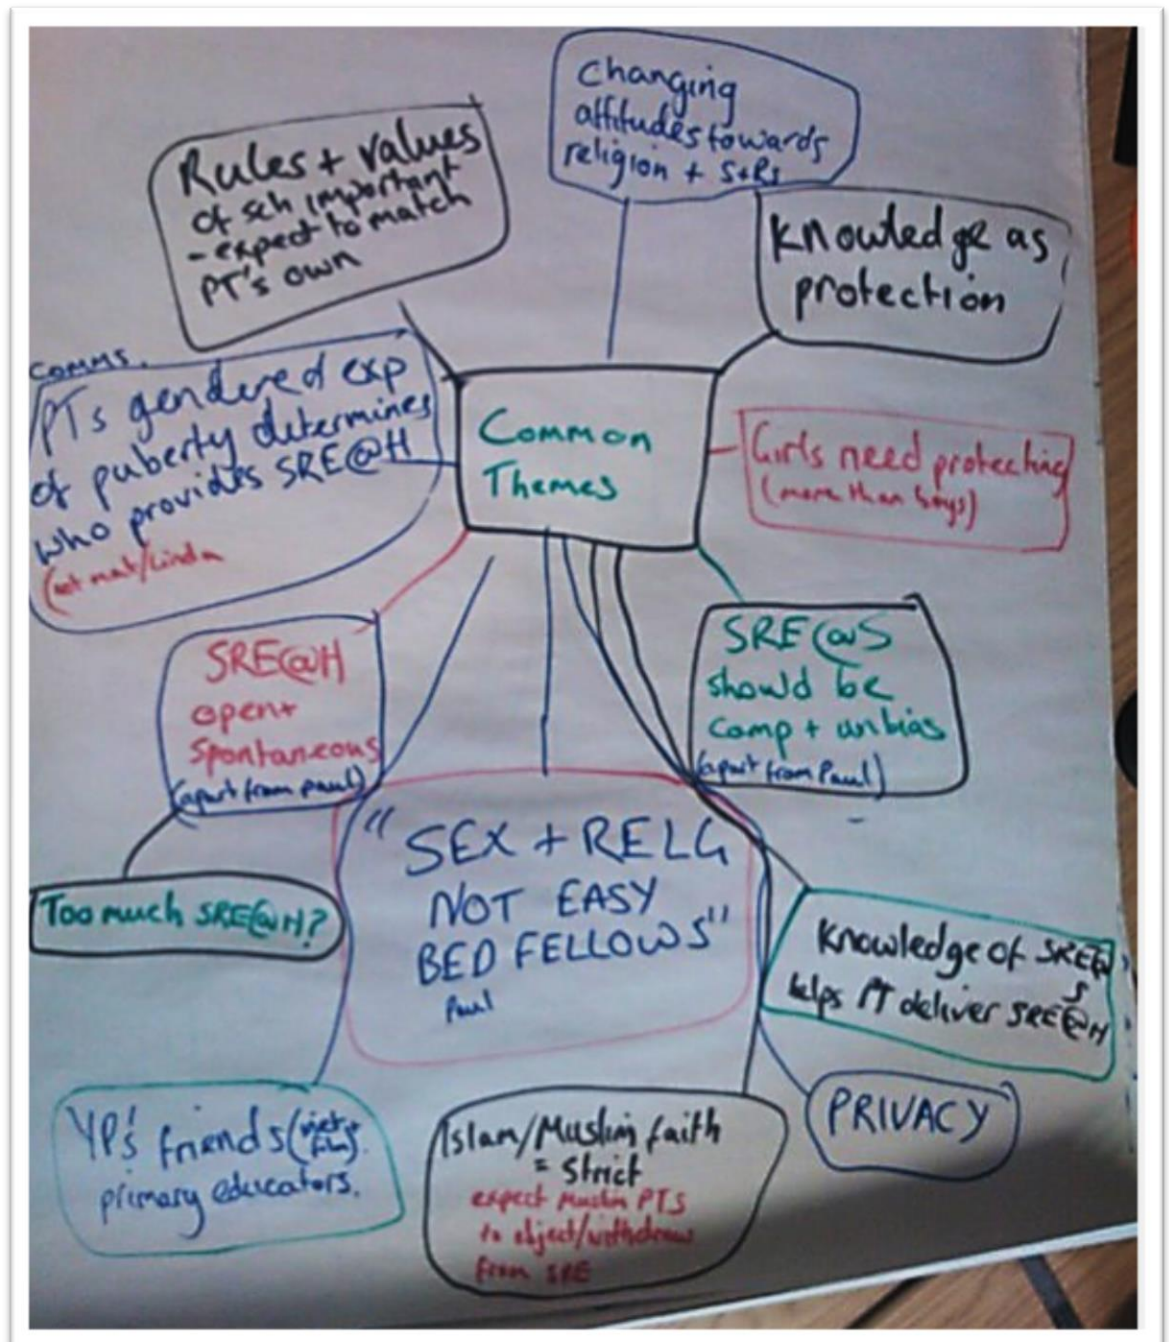 Changing
attitudes towards
religion + S+Rs
Rules + values
of sch important
- expect to match
PT's own
Knowledge as
protection
Comms.
PTs gendered exp
of puberty determines
who provides SRE@H
(not mat/Linda
Common
Themes
Girls need protecting
(more than boys)
SRE@H
open+
Spontaneous
(apart from paul)
SRE@S
should be
comp + unbias
(apart from Paul)
Too much SRE@H?
"SEX + RELG
NOT EASY
BED FELLOWS"
Paul
Knowledge of SRE@
S
helps PT deliver SRE@H
PRIVACY
YP's friends
primary educators.
Islam/Muslim faith
= Strict
expect Muslim PTS
to object/withdraw
from SRE